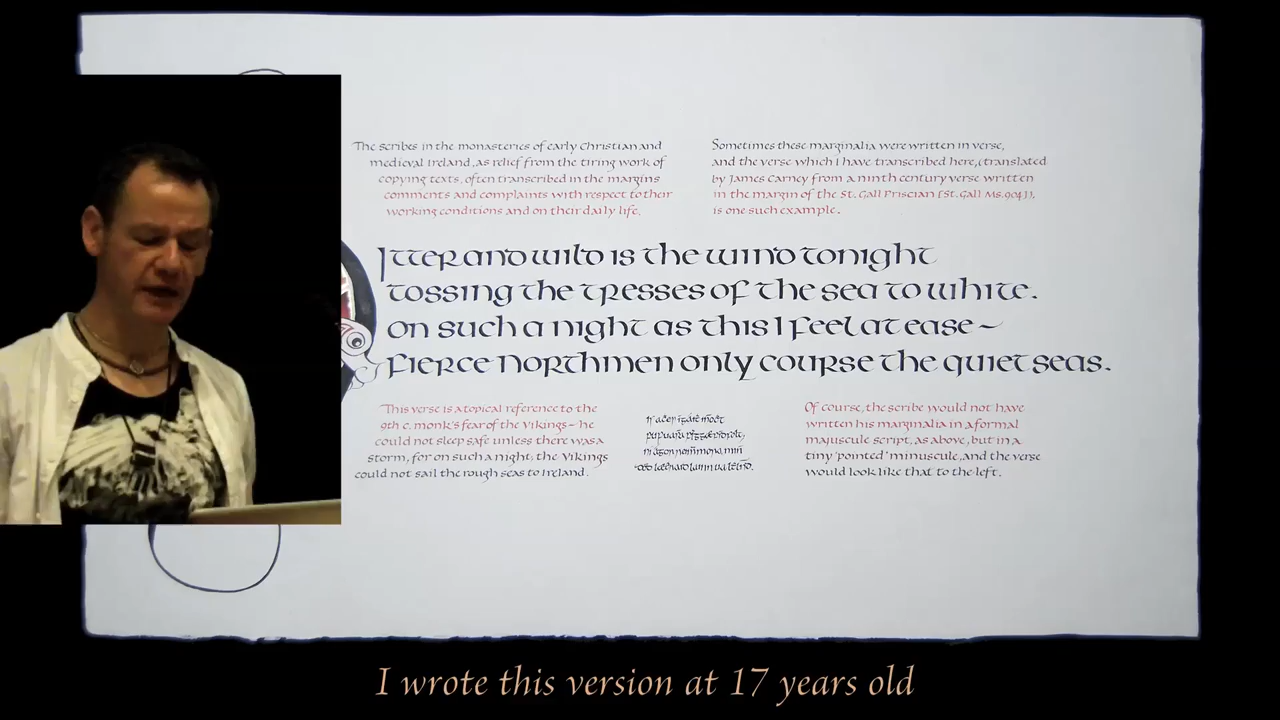 The scribes in the monasteries of early Christian and
medieval Ireland, as relief from the tiring work of
copying texts, often transcribed in the margins
comments and complaints with respect to their
working conditions and on their daily life.
Sometimes these marginalia were written in verse,
and the verse which I have transcribed here, (translated
by James Carney from a ninth century verse written
in the margin of the St. Gall Priscian [St. Gall Ms. 904]),
is one such example.
itter and wild is the wind tonight
tossing the tresses of the sea to white.
on such a night as this I feel at ease ~
fierce Northmen only course the quiet seas.
This verse is a topical reference to the
9th c. monk's fear of the Vikings – he
could not sleep safe unless there was a
storm, for on such a night, the Vikings
could not sail the rough seas to Ireland.
Of course, the scribe would not have
written his marginalia in a formal
majuscule script, as above, but in a
tiny 'pointed' minuscule, and the verse
would look like that to the left.
I wrote this version at 17 years old